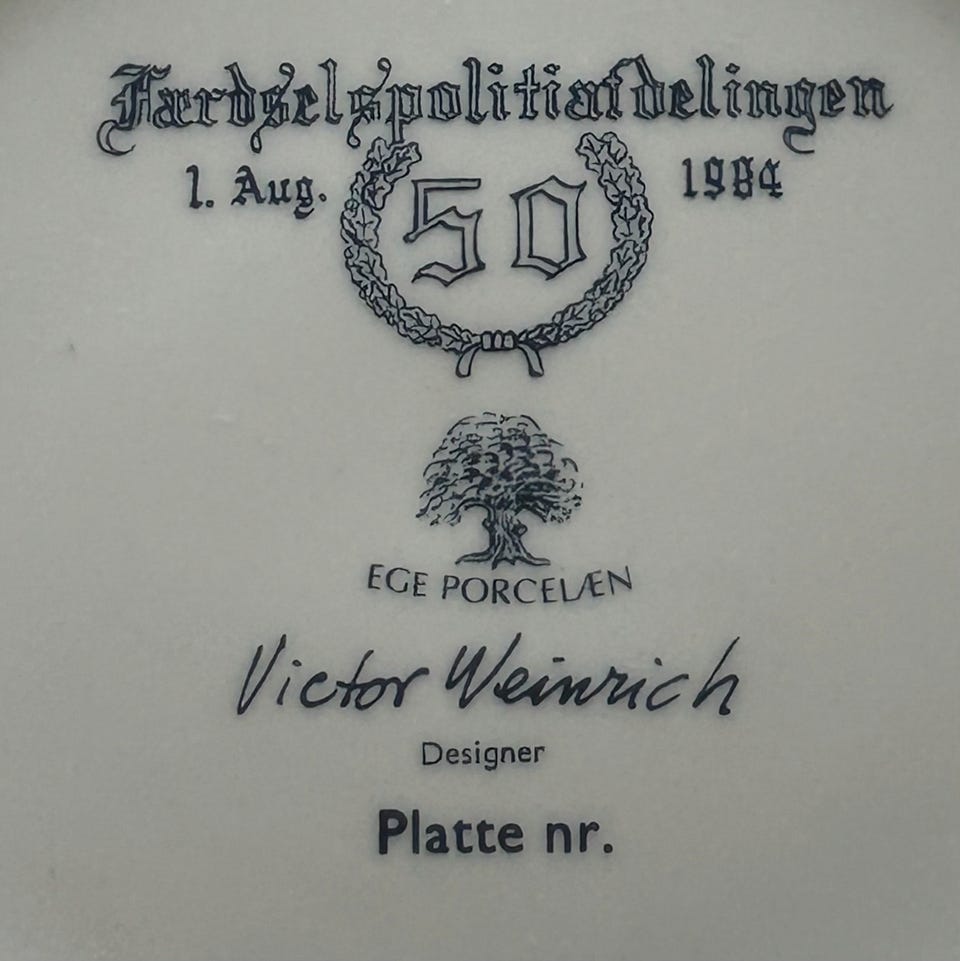 Færdselspolitiafdelingen
1. Aug. 50 1984
EGE PORCELÆN
Victor Weinrich
Designer
Platte nr.